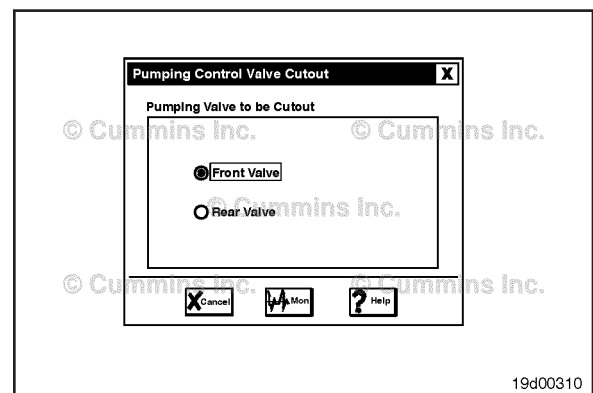 Pumping Control Valve Cutout X
Pumping Valve to be Cutout
© Cummins Inc. © Cummins Inc.
Front Valve
Rear Valve
© Cummins Inc.
© Cummins Inc. © Cummins Inc.
Cancel Mon ? Help
19d00310